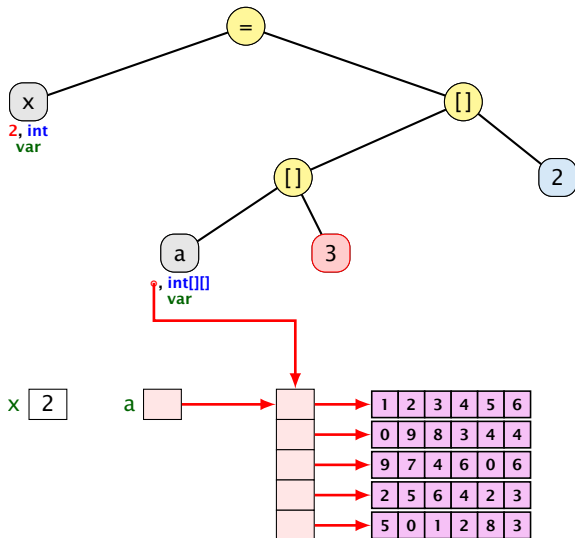 =
x
[]
2, int
var
[]
2
a
3
, int[][]
var
x 2 a
1 2 3 4 5 6
0 9 8 3 4 4
9 7 4 6 0 6
2 5 6 4 2 3
5 0 1 2 8 3